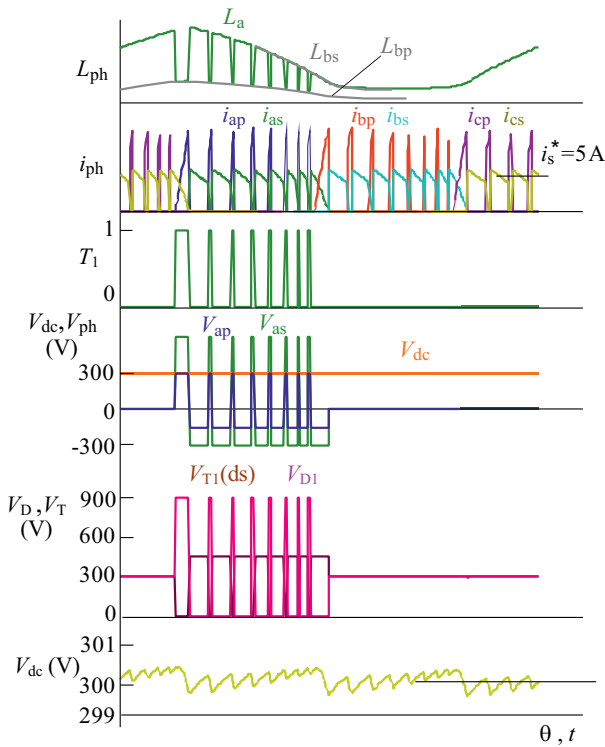 L_a
L_bs
L_bp
L_ph
i_ap i_as i_bp i_bs i_cp i_cs
i_ph
i_s^*=5A
1
T_1
0
V_dc,V_ph
(V)
V_ap V_as
V_dc
300
0
-300
V_T1(ds) V_D1
V_D,V_T
(V)
900
600
300
0
301
V_dc (V)
300
299
θ , t